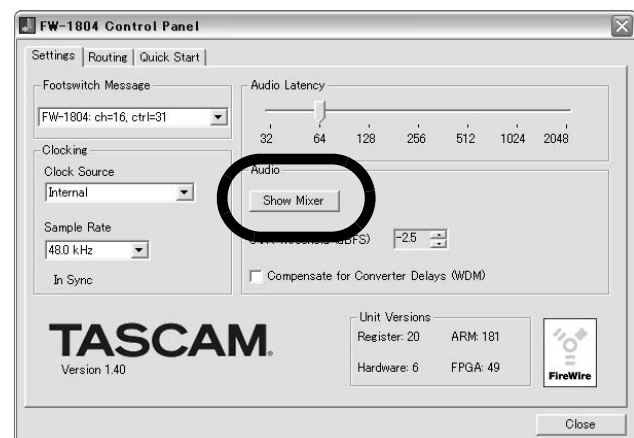 FW-1804 Control Panel
Settings Routing Quick Start
Footswitch Message
FW-1804: ch=16, ctrl=31
Clocking
Clock Source
Internal
Sample Rate
48.0 kHz
In Sync
Audio Latency
32 64 128 256 512 1024 2048
Audio
Show Mixer
-2.5
Compensate for Converter Delays (WDM)
TASCAM.
Version 1.40
Unit Versions
Register: 20 ARM: 181
Hardware: 6 FPGA: 49
FireWire
Close